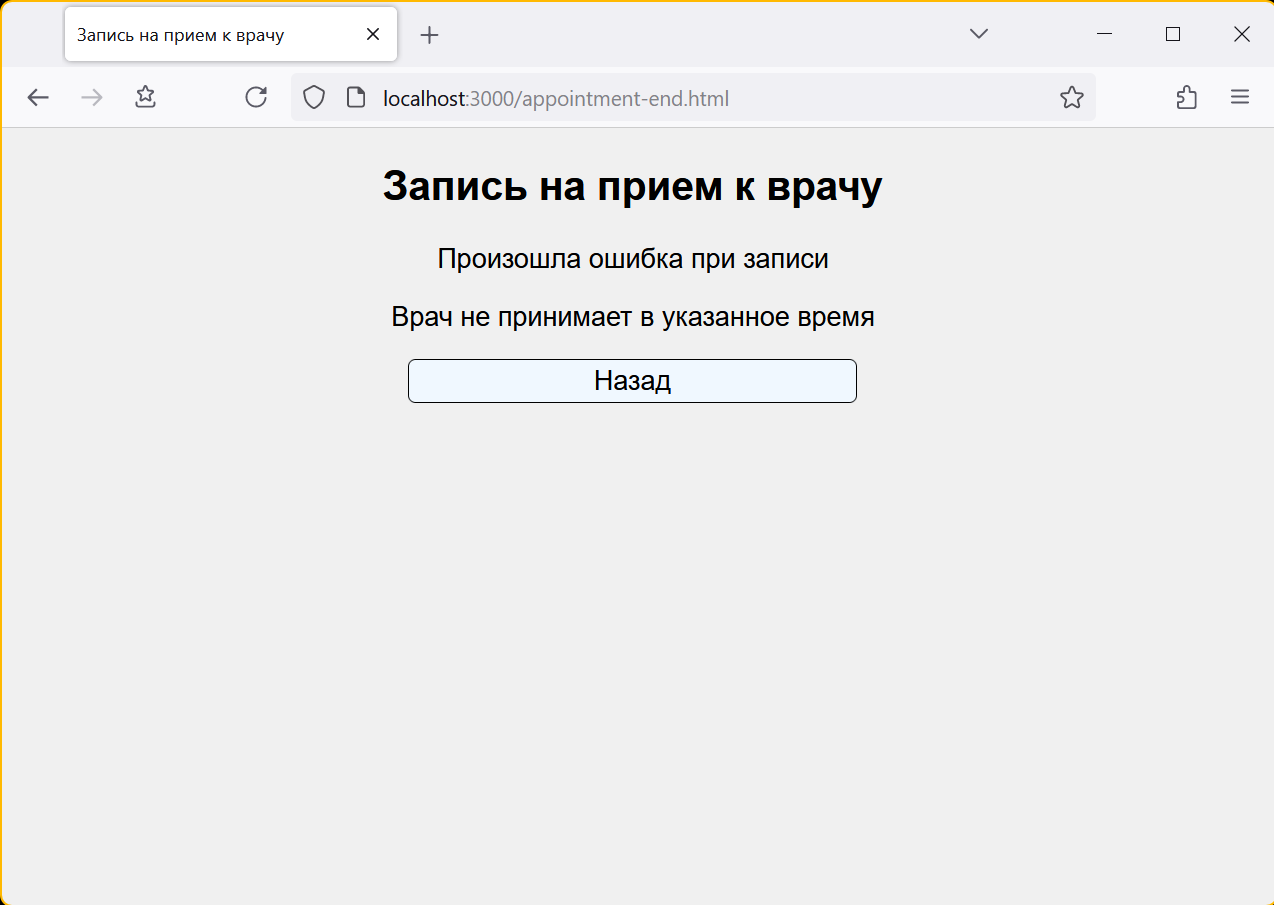 Запись на прием к врачу
localhost:3000/appointment-end.html
Запись на прием к врачу
Произошла ошибка при записи
Врач не принимает в указанное время
Назад